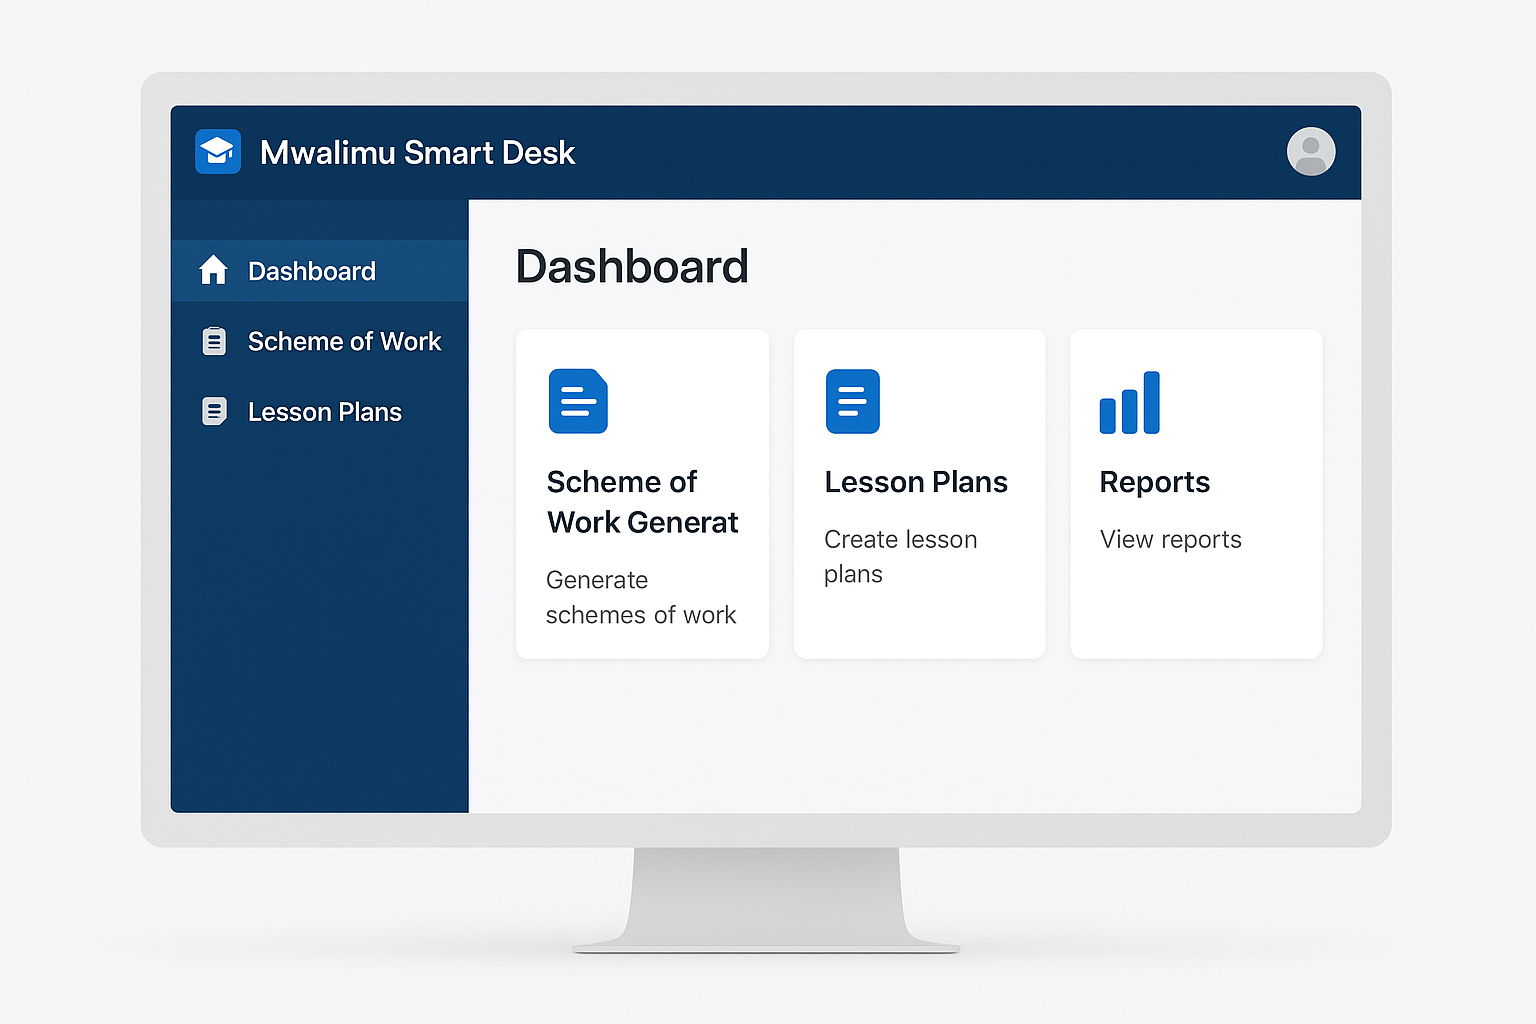 Mwalimu Smart Desk
Dashboard
Scheme of Work
Lesson Plans
Dashboard
Scheme of
Work Generat
Generate
schemes of work
Lesson Plans
Create lesson
plans
Reports
View reports